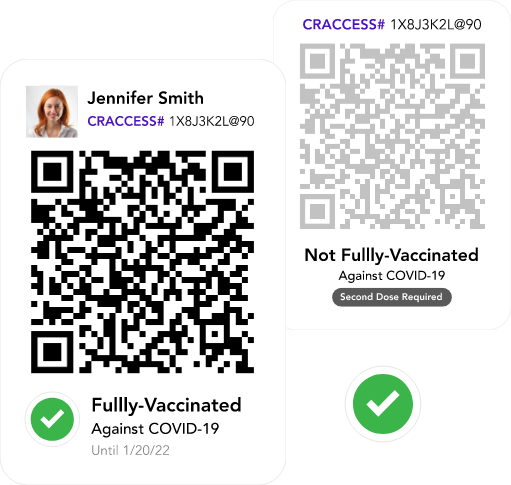 CRACCESS# 1X8J3K2L@90
Not Fullly-Vaccinated
Against COVID-19
Second Dose Required
Jennifer Smith
CRACCESS# 1X8J3K2L@90
Fullly-Vaccinated
Against COVID-19
Until 1/20/22